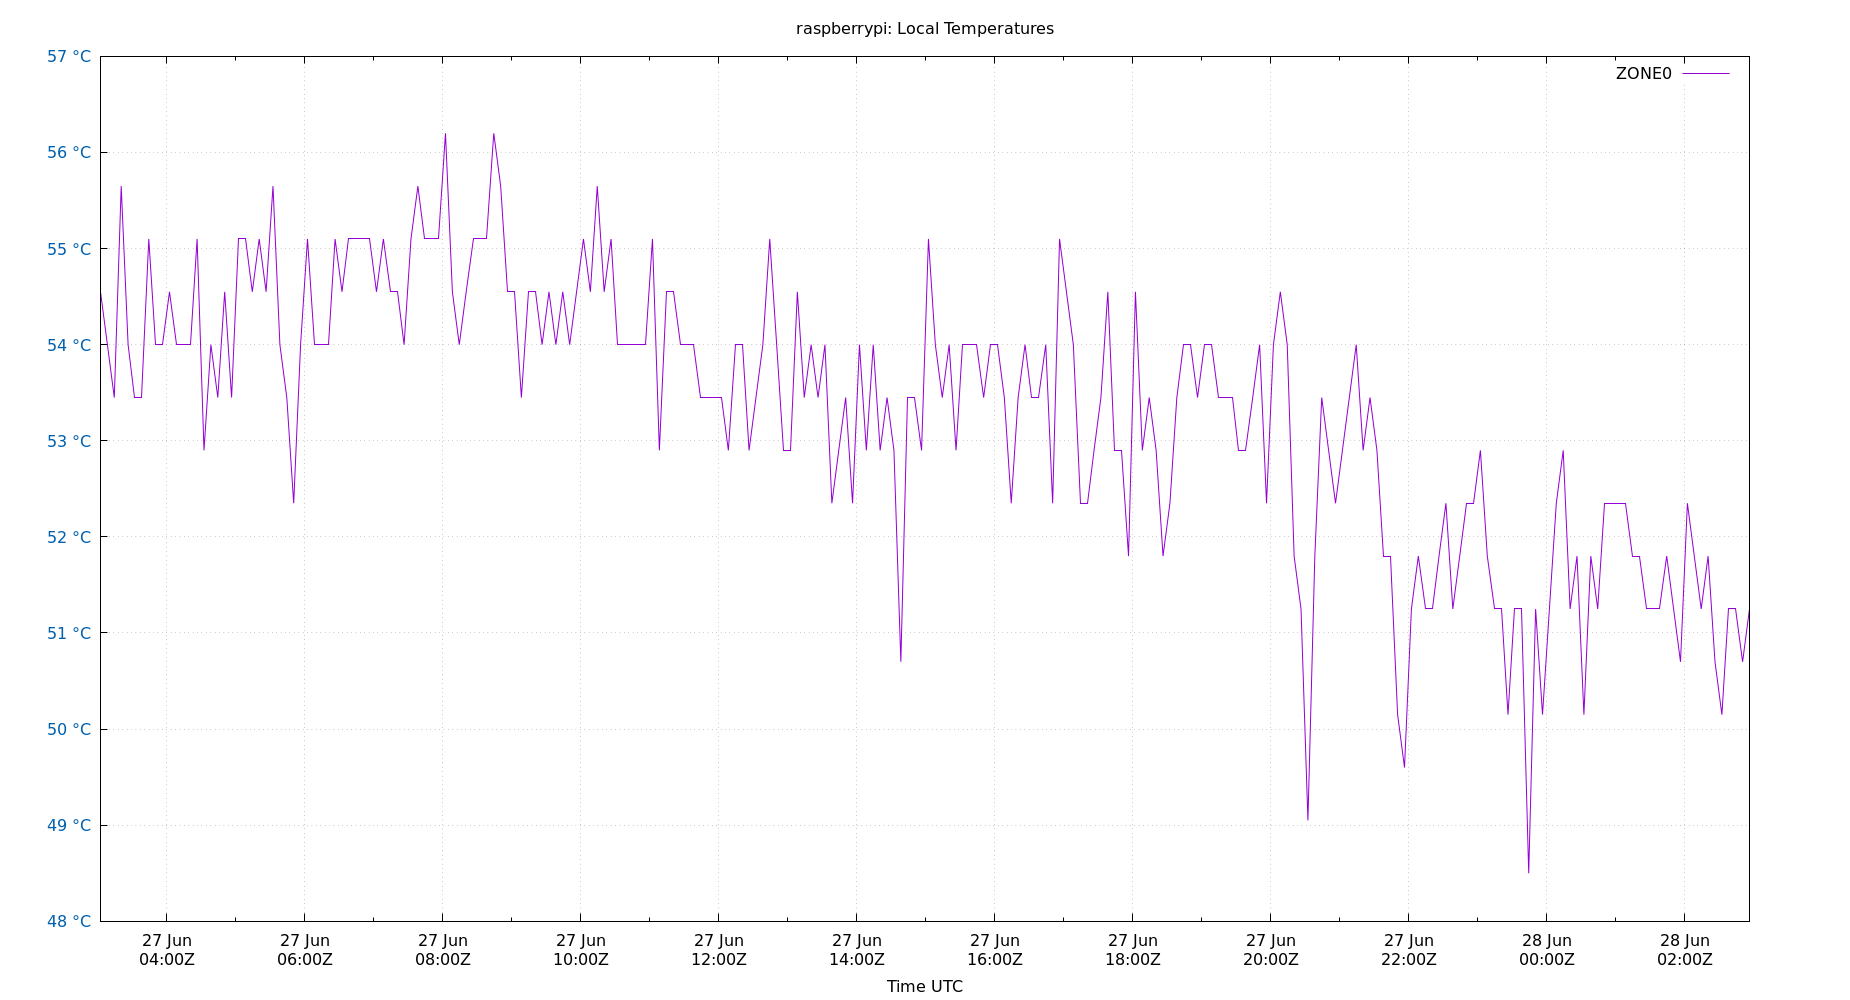 raspberrypi: Local Temperatures
57 °C
ZONE0
56 °C
55 °C
54 °C
53 °C
52 °C
51 °C
50 °C
49 °C
48 °C
27 Jun 27 Jun 27 Jun 27 Jun 27 Jun 27 Jun 27 Jun 27 Jun 27 Jun 27 Jun 28 Jun 28 Jun
04:00Z 06:00Z 08:00Z 10:00Z 12:00Z 14:00Z 16:00Z 18:00Z 20:00Z 22:00Z 00:00Z 02:00Z
Time UTC